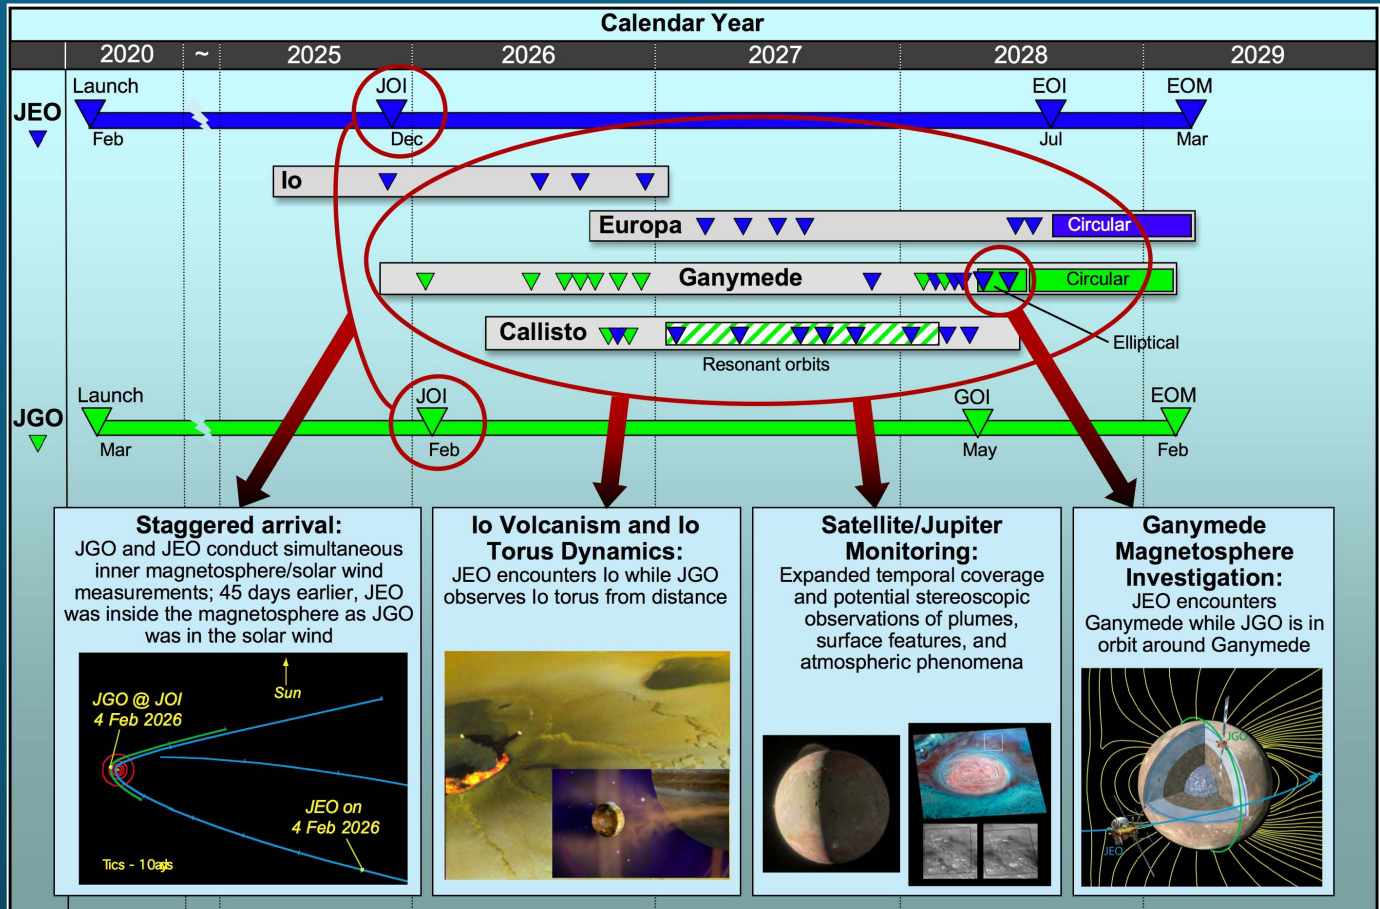 Calendar Year
2020 ~ 2025 2026 2027 2028 2029
Launch JOI EOI EOM
JEO
Feb Dec Jul Mar
Io
Europa Circular
Ganymede Circular
Callisto
Elliptical
Resonant orbits
Launch JOI GOI EOM
JGO
Mar Feb May Feb
Staggered arrival:
JGO and JEO conduct simultaneous
inner magnetosphere/solar wind
measurements; 45 days earlier, JEO
was inside the magnetosphere as JGO
was in the solar wind
Sun
JGO @ JOI
4 Feb 2026
JEO on
4 Feb 2026
Tics - 10days
Io Volcanism and Io
Torus Dynamics:
JEO encounters Io while JGO
observes Io torus from distance
Satellite/Jupiter
Monitoring:
Expanded temporal coverage
and potential stereoscopic
observations of plumes,
surface features, and
atmospheric phenomena
Ganymede
Magnetosphere
Investigation:
JEO encounters
Ganymede while JGO is in
orbit around Ganymede
JGO
JEO